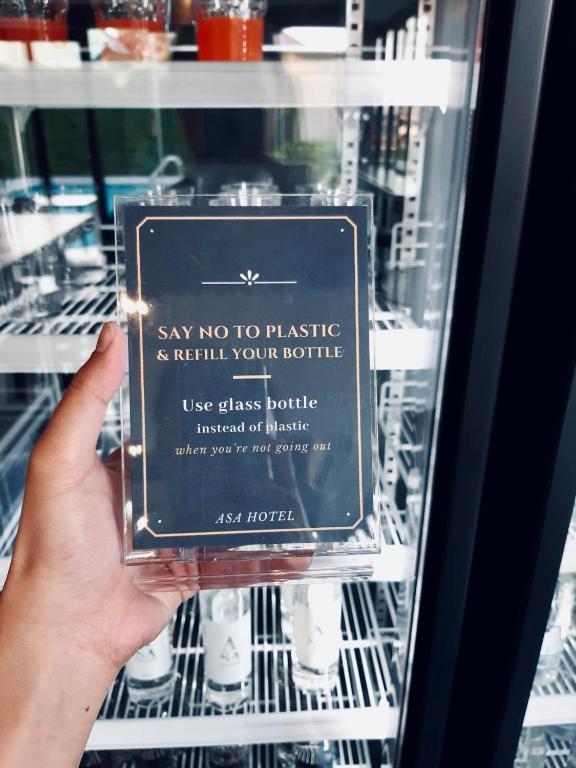 SAY NO TO PLASTIC
& REFILL YOUR BOTTLE
Use glass bottle
instead of plastic
when you're not going out
ASA HOTEL